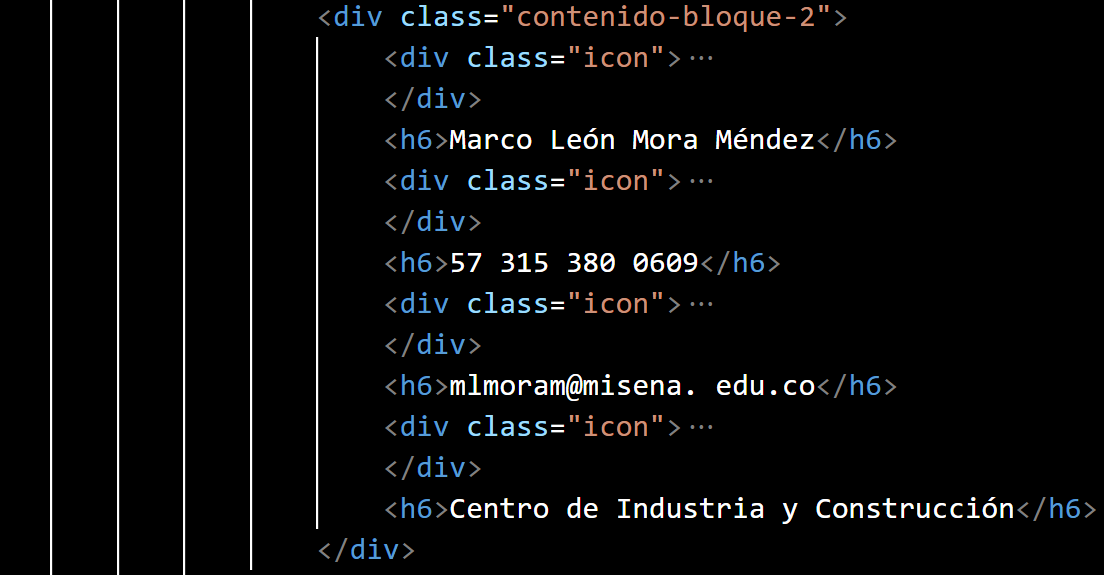 <div class="contenido-bloque-2">
<div class="icon">···
</div>
<h6>Marco León Mora Méndez</h6>
<div class="icon">···
</div>
<h6>57 315 380 0609</h6>
<div class="icon">···
</div>
<h6>mlmoram@misena. edu.co</h6>
<div class="icon">···
</div>
<h6>Centro de Industria y Construcción</h6>
</div>